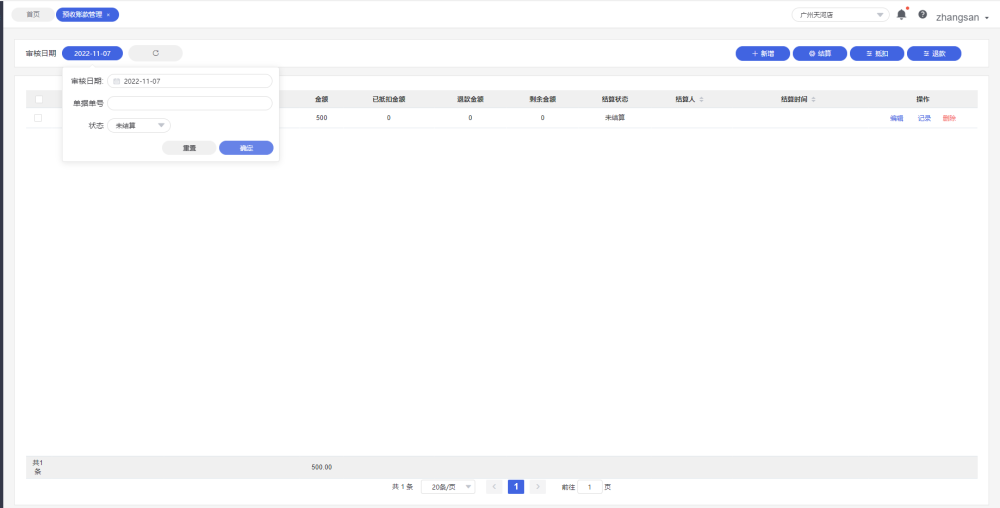 首页 预收账款管理 × 广州天河店 zhangsan
审核日期 2022-11-07 新增 结算 抵扣 退款
审核日期: 2022-11-07
单据单号
状态 未结算
重置 确定
金额 已抵扣金额 退款金额 剩余金额 结算状态 结算人 结算时间 操作
500 0 0 0 未结算 编辑 记录 删除
共1
条
500.00
共 1 条 20条/页 < 1 > 前往 1 页